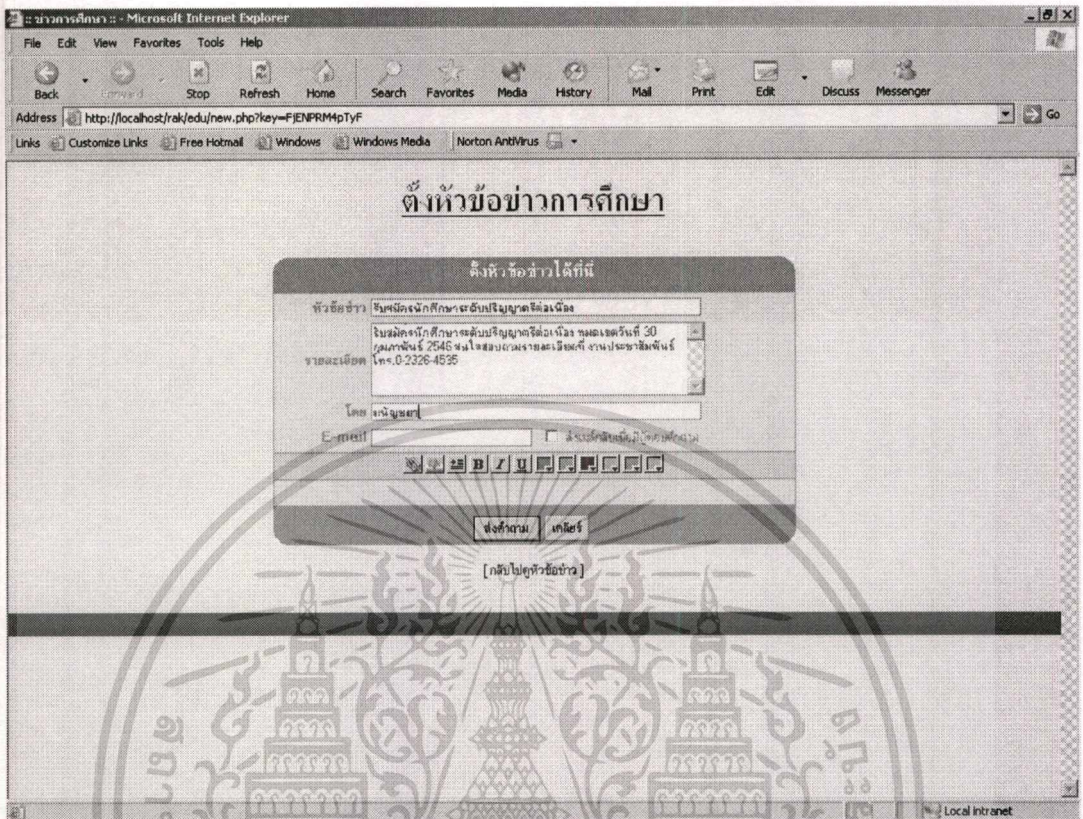 :: ข่าวการศึกษา :: - Microsoft Internet Explorer
File Edit View Favorites Tools Help
Back Forward Stop Refresh Home Search Favorites Media History Mail Print Edit Discuss Messenger
Address http://localhost/rak/edu/new.php?key=FjENPRM4pTyF Go
Links Customize Links Free Hotmail Windows Windows Media Norton AntiVirus
ตั้งหัวข้อข่าวการศึกษา
ตั้งหัวข้อข่าวได้ที่นี่
หัวข้อข่าว รับสมัครนักศึกษาระดับปริญญาตรีต่อเนื่อง
รายละเอียด รับสมัครนักศึกษาระดับปริญญาตรีต่อเนื่อง หมดเขตวันที่ 30
กุมภาพันธ์ 2546 สนใจสอบถามรายละเอียดที่ งานประชาสัมพันธ์
โทร.0-2326-4535
โดย
E-mail
B I U
ส่งคำถาม เคลียร์
[ กลับไปดูหัวข้อข่าว ]
Local intranet